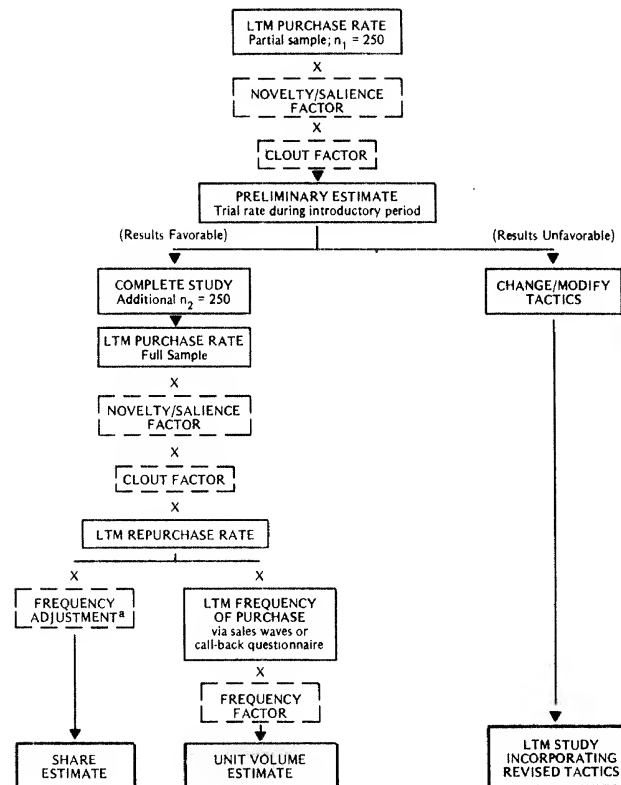 LTM PURCHASE RATE
Partial sample; n₁ = 250
X
NOVELTY/SALIENCE
FACTOR
X
CLOUT FACTOR
PRELIMINARY ESTIMATE
Trial rate during introductory period
(Results Favorable)
(Results Unfavorable)
COMPLETE STUDY
Additional n₂ = 250
CHANGE/MODIFY
TACTICS
LTM PURCHASE RATE
Full Sample
X
NOVELTY/SALIENCE
FACTOR
X
CLOUT FACTOR
X
LTM REPURCHASE RATE
X
X
FREQUENCY
ADJUSTMENTᵃ
LTM FREQUENCY
OF PURCHASE
via sales waves or
call-back questionnaire
X
FREQUENCY
FACTOR
SHARE
ESTIMATE
UNIT VOLUME
ESTIMATE
LTM STUDY
INCORPORATING
REVISED TACTICS